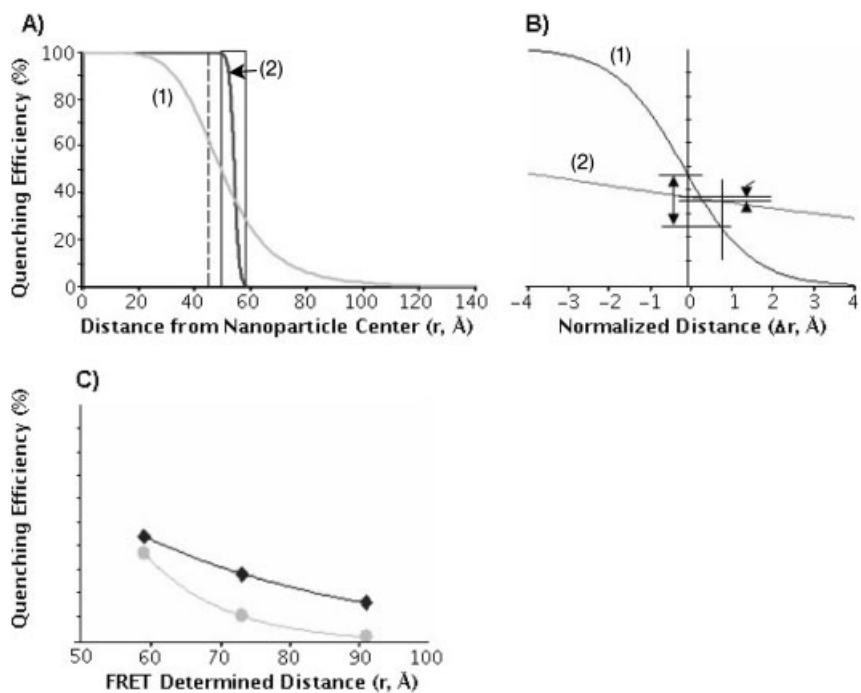 A)
Quenching Efficiency (%)
100
80
60
40
20
0
(1)
(2)
0 20 40 60 80 100 120 140
Distance from Nanoparticle Center (r, Å)
B)
(1)
(2)
−4 −3 −2 −1 0 1 2 3 4
Normalized Distance (Δr, Å)
C)
Quenching Efficiency (%)
50 60 70 80 90 100
FRET Determined Distance (r, Å)